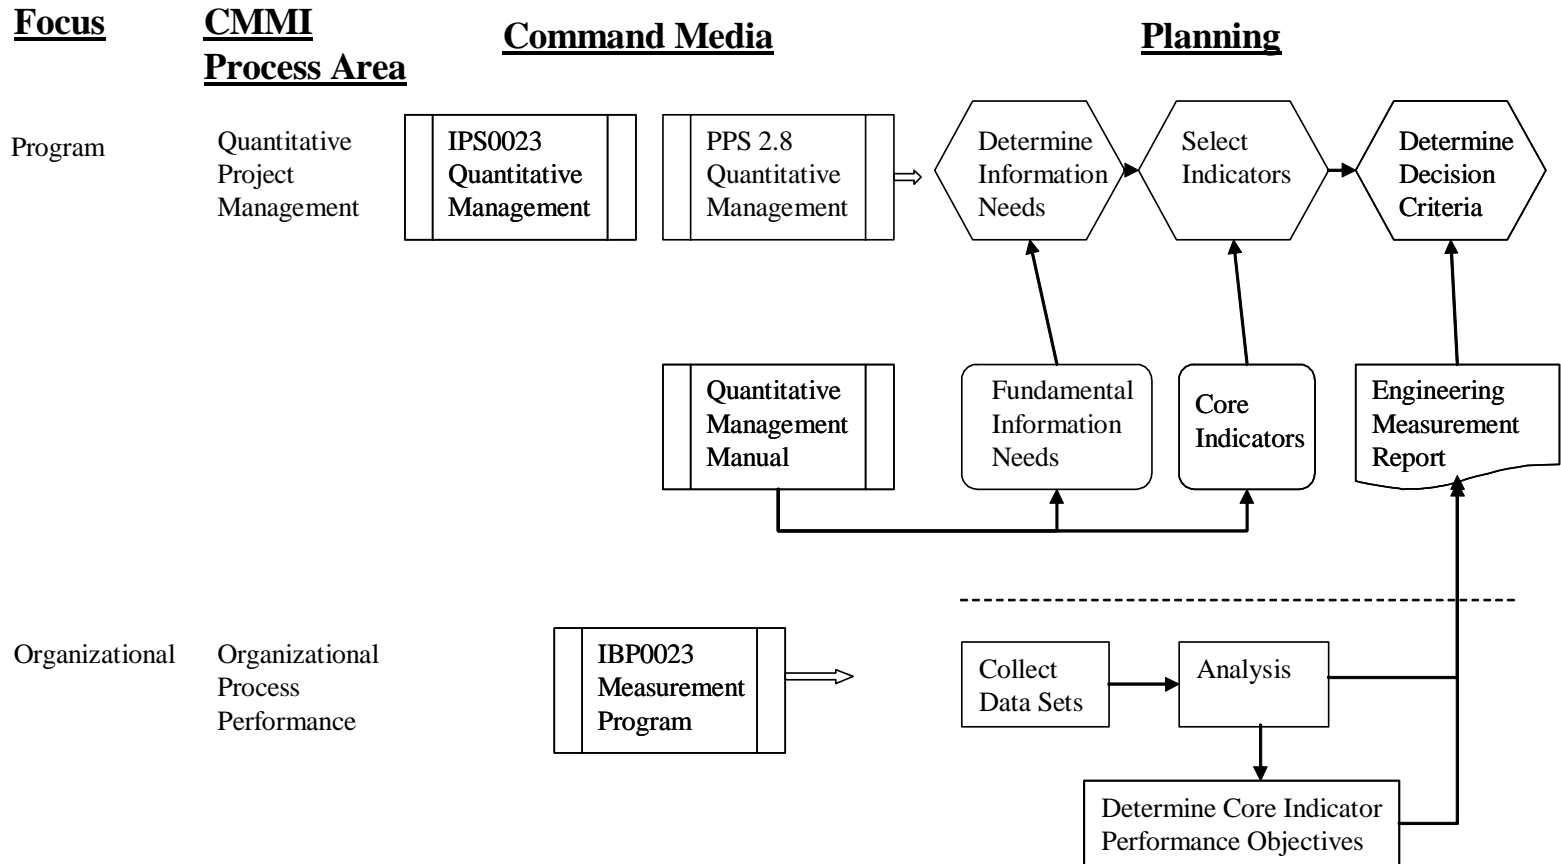 Focus
CMMI
Process Area
Command Media
Planning
Program
Quantitative
Project
Management
IPS0023
Quantitative
Management
PPS 2.8
Quantitative
Management
Determine
Information
Needs
Select
Indicators
Determine
Decision
Criteria
Quantitative
Management
Manual
Fundamental
Information
Needs
Core
Indicators
Engineering
Measurement
Report
Organizational
Organizational
Process
Performance
IBP0023
Measurement
Program
Collect
Data Sets
Analysis
Determine Core Indicator
Performance Objectives